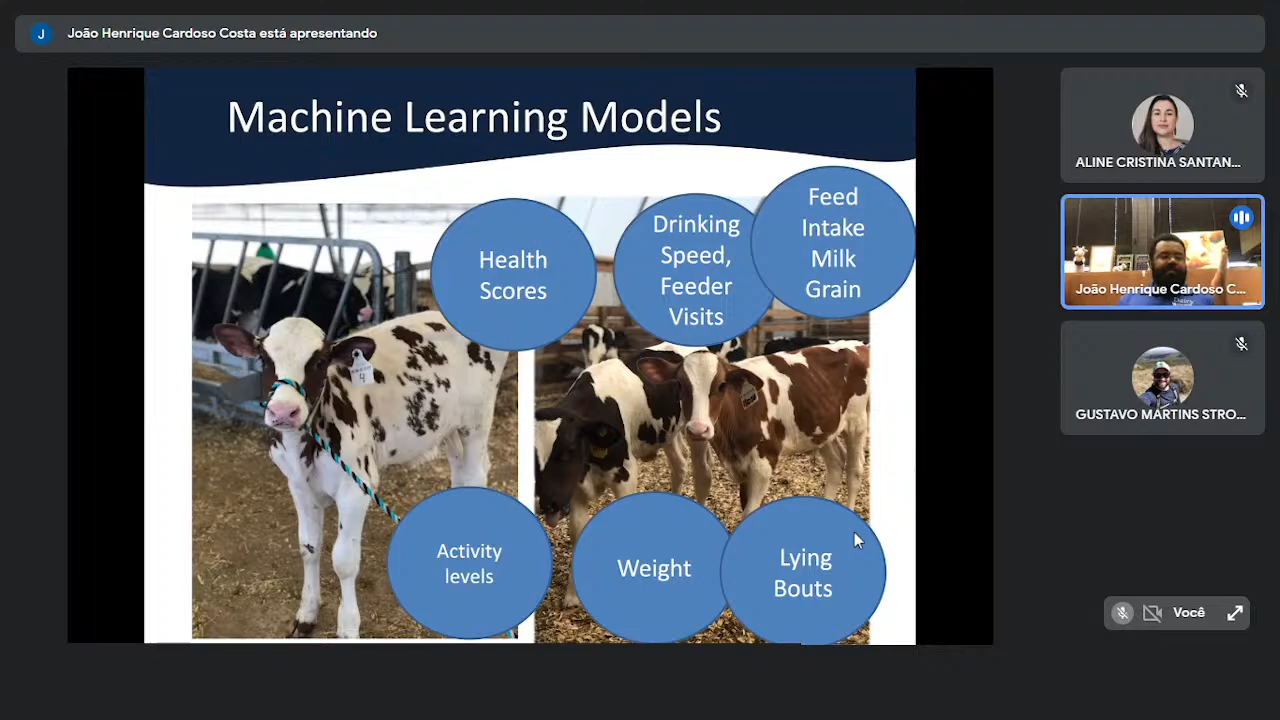 J
João Henrique Cardoso Costa está apresentando
Machine Learning Models
Health
Scores
Drinking
Speed,
Feeder
Visits
Feed
Intake
Milk
Grain
Activity
levels
Weight
Lying
Bouts
4
ALINE CRISTINA SANTAN...
João Henrique Cardoso C...
GUSTAVO MARTINS STRO...
Você